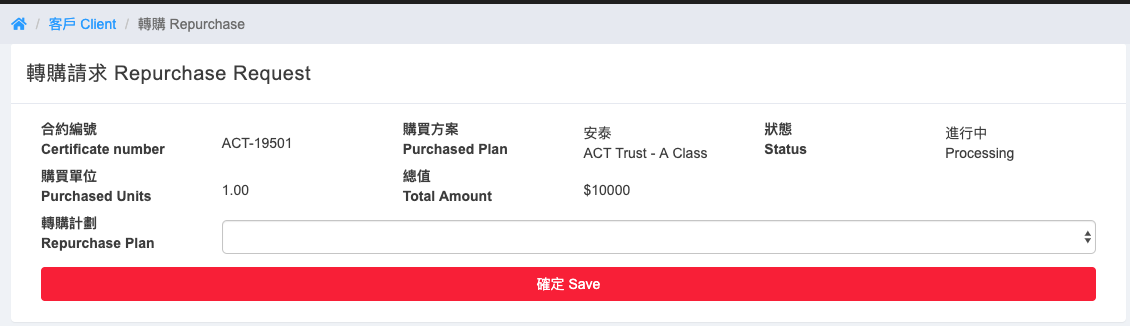 / 客戶 Client / 轉購 Repurchase
轉購請求 Repurchase Request
合約編號
Certificate number
ACT-19501
購買方案
Purchased Plan
安泰
ACT Trust - A Class
狀態
Status
進行中
Processing
購買單位
Purchased Units
1.00
總值
Total Amount
$10000
轉購計劃
Repurchase Plan
確定 Save